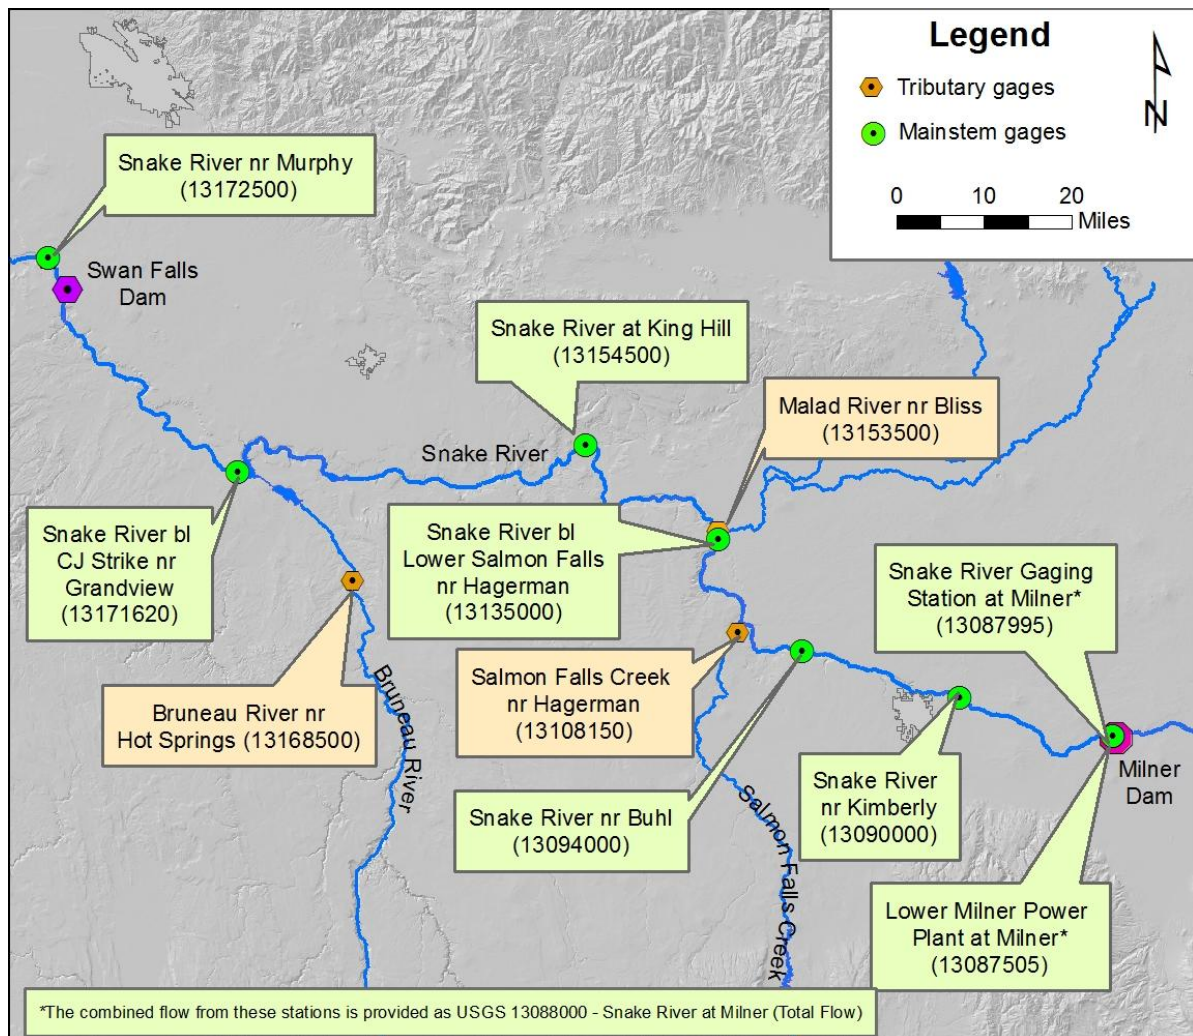 Legend
Tributary gages
Mainstem gages
N
0 10 20
Miles
Snake River nr Murphy
(13172500)
Swan Falls
Dam
Snake River at King Hill
(13154500)
Malad River nr Bliss
(13153500)
Snake River
Snake River bl
CJ Strike nr
Grandview
(13171620)
Snake River bl
Lower Salmon Falls
nr Hagerman
(13135000)
Snake River Gaging
Station at Milner*
(13087995)
Bruneau River nr
Hot Springs (13168500)
Bruneau River
Salmon Falls Creek
nr Hagerman
(13108150)
Snake River nr Buhl
(13094000)
Salmon Falls Creek
Snake River
nr Kimberly
(13090000)
Milner
Dam
Lower Milner Power
Plant at Milner*
(13087505)
*The combined flow from these stations is provided as USGS 13088000 - Snake River at Milner (Total Flow)